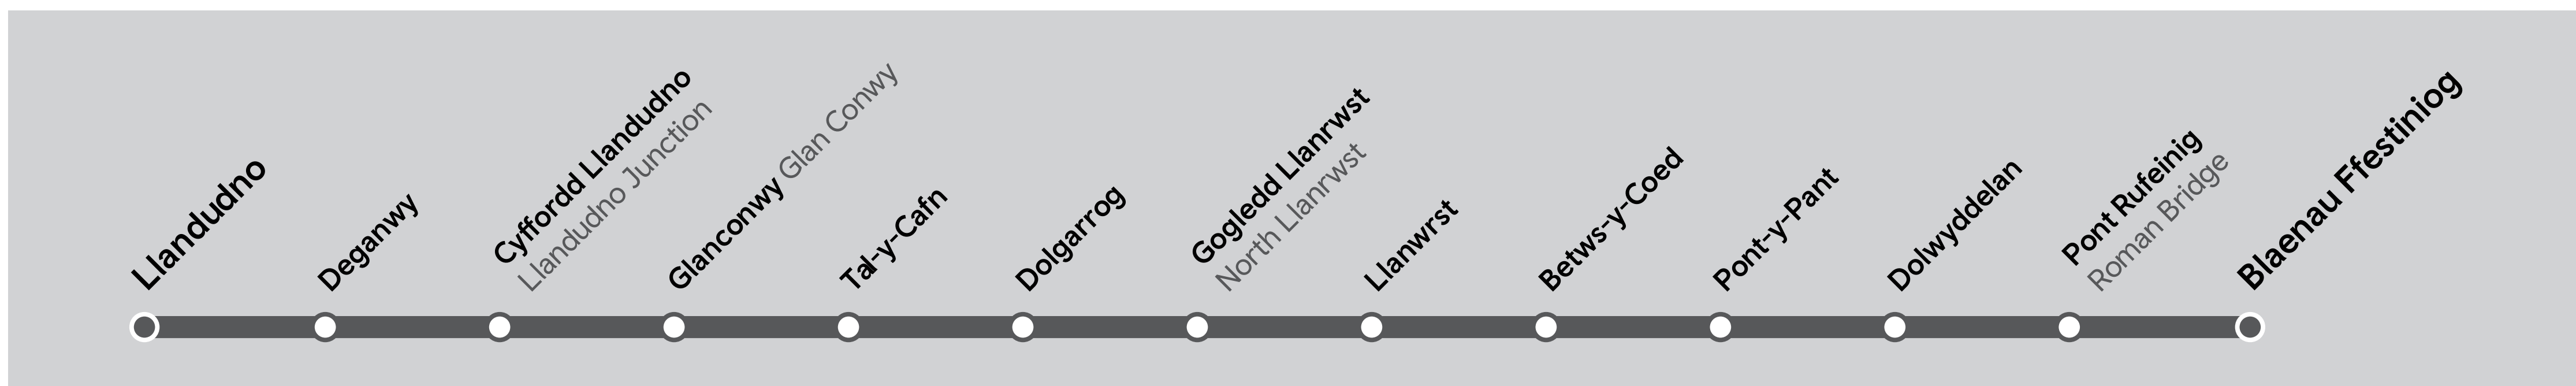 Llandudno
Deganwy
Cyffordd Llandudno
Llandudno Junction
Glanconwy Glan Conwy
Tal-y-Cafn
Dolgarrog
Gogledd Llanrwst
North Llanrwst
Llanwrst
Betws-y-Coed
Pont-y-Pant
Dolwyddelan
Pont Rufeinig
Roman Bridge
Blaenau Ffestiniog